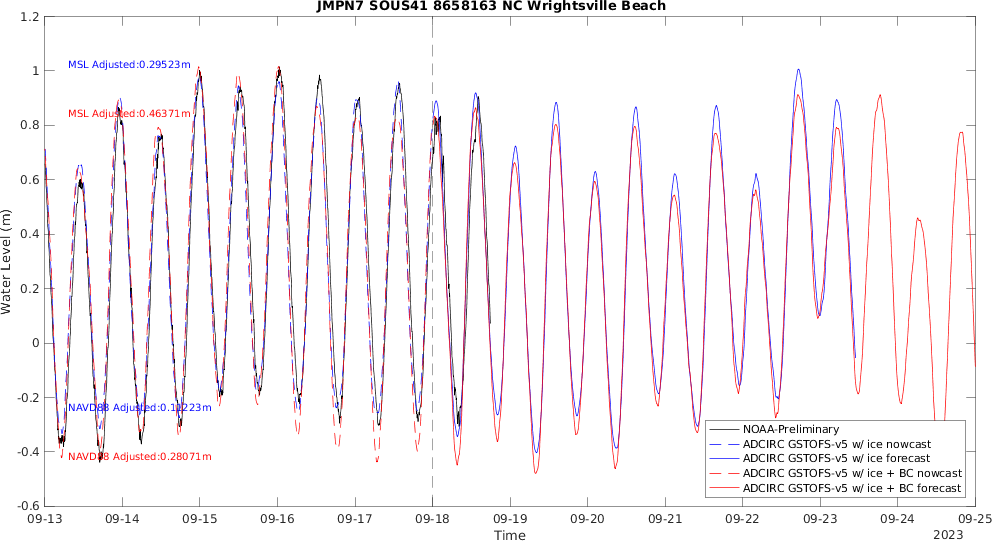 JMPN7 SOUS41 8658163 NC Wrightsville Beach
Water Level (m)
1.2
1
0.8
0.6
0.4
0.2
0
-0.2
-0.4
-0.6
MSL Adjusted:0.29523m
MSL Adjusted:0.46371m
NAVD88 Adjusted:0.11223m
NAVD88 Adjusted:0.28071m
NOAA-Preliminary
ADCIRC GSTOFS-v5 w/ ice nowcast
ADCIRC GSTOFS-v5 w/ ice forecast
ADCIRC GSTOFS-v5 w/ ice + BC nowcast
ADCIRC GSTOFS-v5 w/ ice + BC forecast
09-13 09-14 09-15 09-16 09-17 09-18 09-19 09-20 09-21 09-22 09-23 09-24 09-25
Time
2023